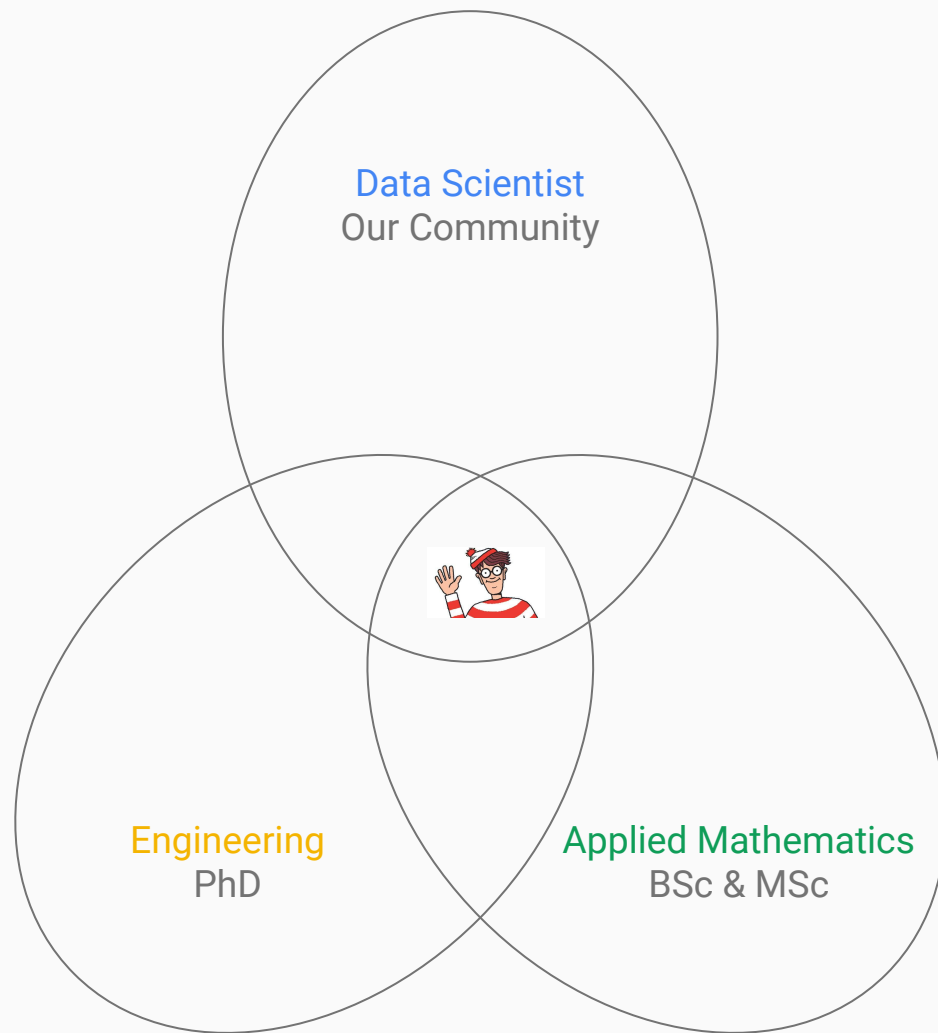 Data Scientist
Our Community
Engineering
PhD
Applied Mathematics
BSc & MSc